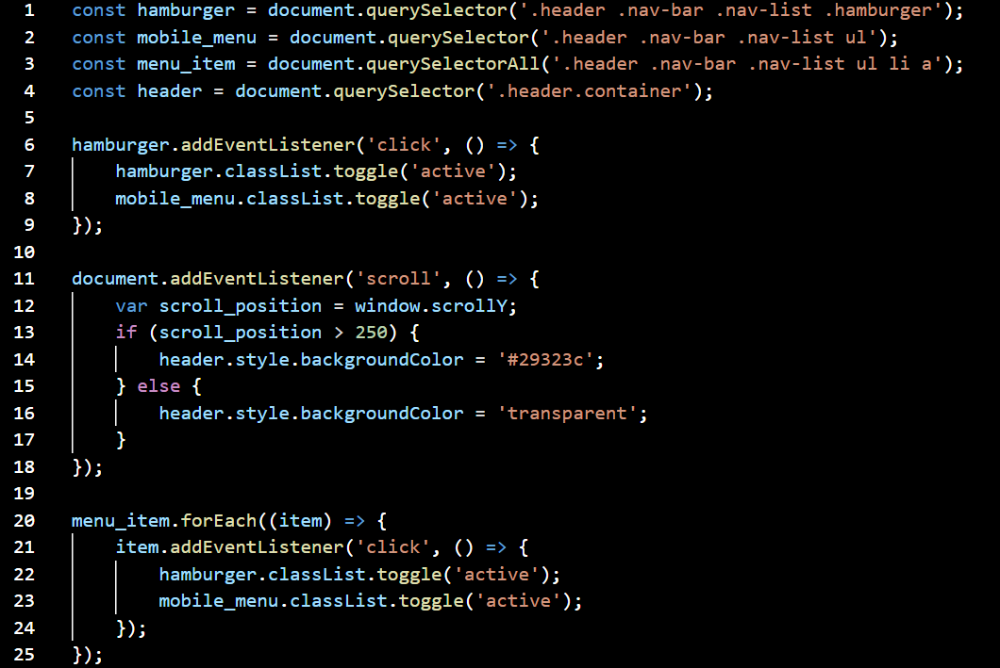 1 const hamburger = document.querySelector('.header .nav-bar .nav-list .hamburger');
2 const mobile_menu = document.querySelector('.header .nav-bar .nav-list ul');
3 const menu_item = document.querySelectorAll('.header .nav-bar .nav-list ul li a');
4 const header = document.querySelector('.header.container');
5
6 hamburger.addEventListener('click', () => {
7     hamburger.classList.toggle('active');
8     mobile_menu.classList.toggle('active');
9 });
10
11 document.addEventListener('scroll', () => {
12     var scroll_position = window.scrollY;
13     if (scroll_position > 250) {
14         header.style.backgroundColor = '#29323c';
15     } else {
16         header.style.backgroundColor = 'transparent';
17     }
18 });
19
20 menu_item.forEach((item) => {
21     item.addEventListener('click', () => {
22         hamburger.classList.toggle('active');
23         mobile_menu.classList.toggle('active');
24     });
25 });